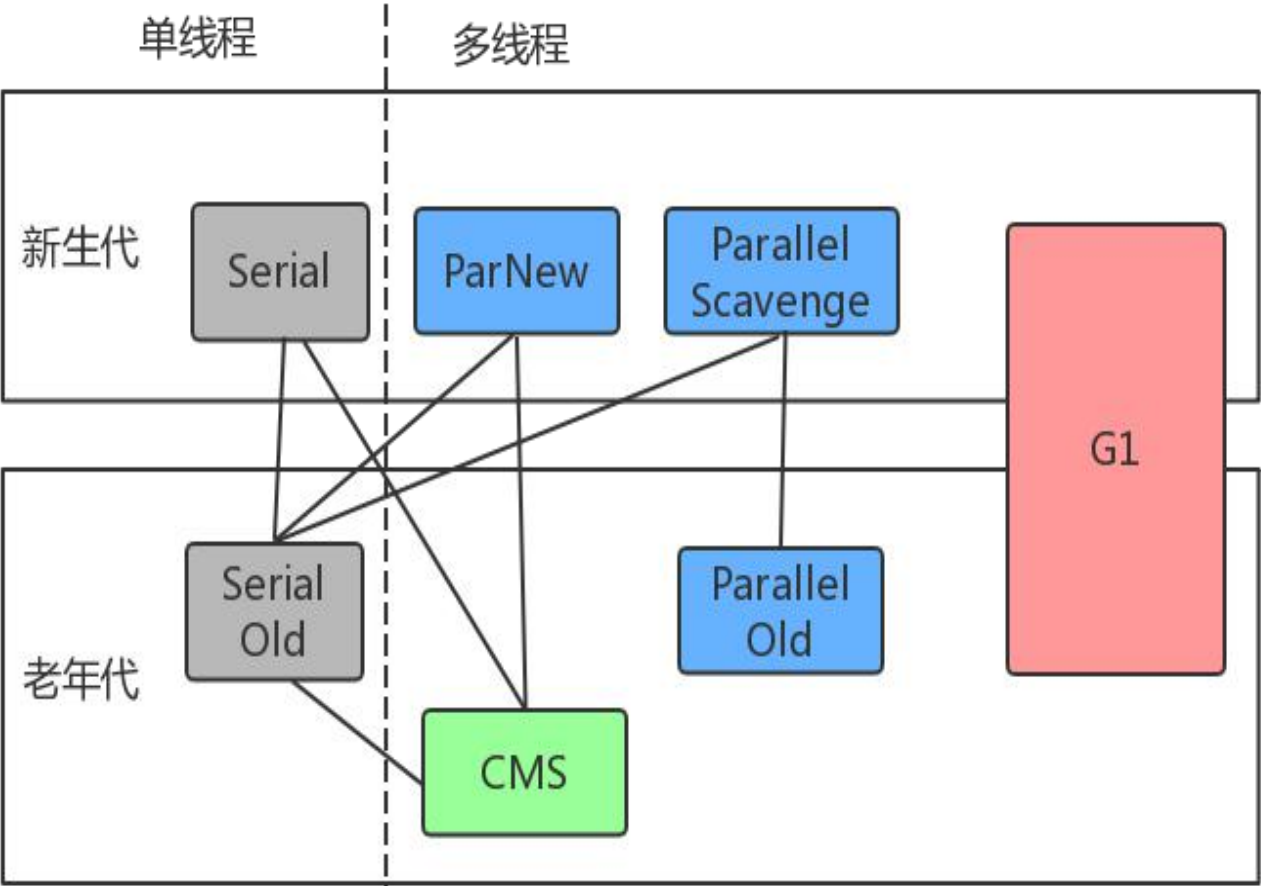 单线程
多线程
新生代
Serial
ParNew
Parallel
Scavenge
G1
老年代
Serial
Old
Parallel
Old
CMS